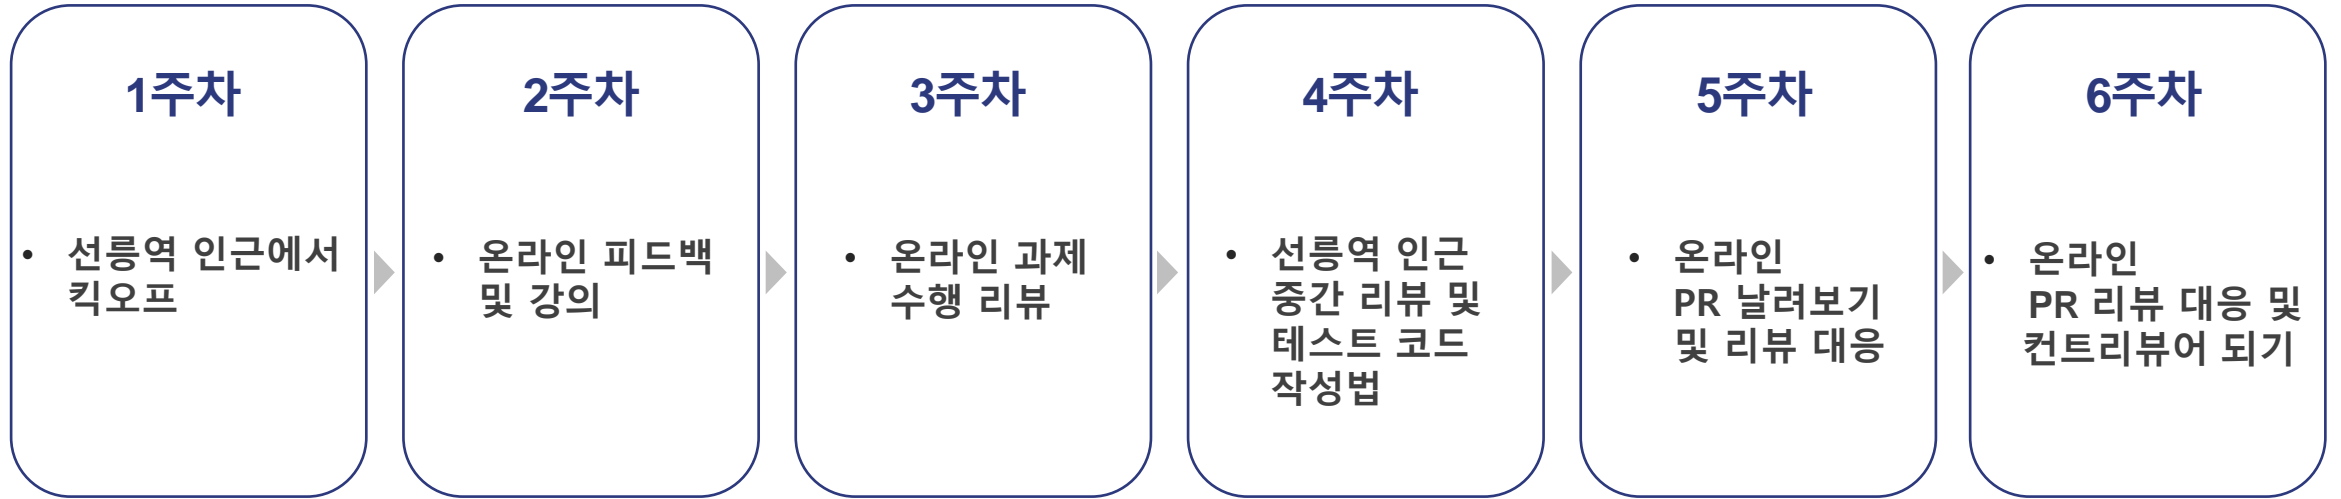 1주차
• 선릉역 인근에서
킥오프
2주차
• 온라인 피드백
및 강의
3주차
• 온라인 과제
수행 리뷰
4주차
• 선릉역 인근
중간 리뷰 및
테스트 코드
작성법
5주차
• 온라인
PR 날려보기
및 리뷰 대응
6주차
• 온라인
PR 리뷰 대응 및
컨트리뷰어 되기